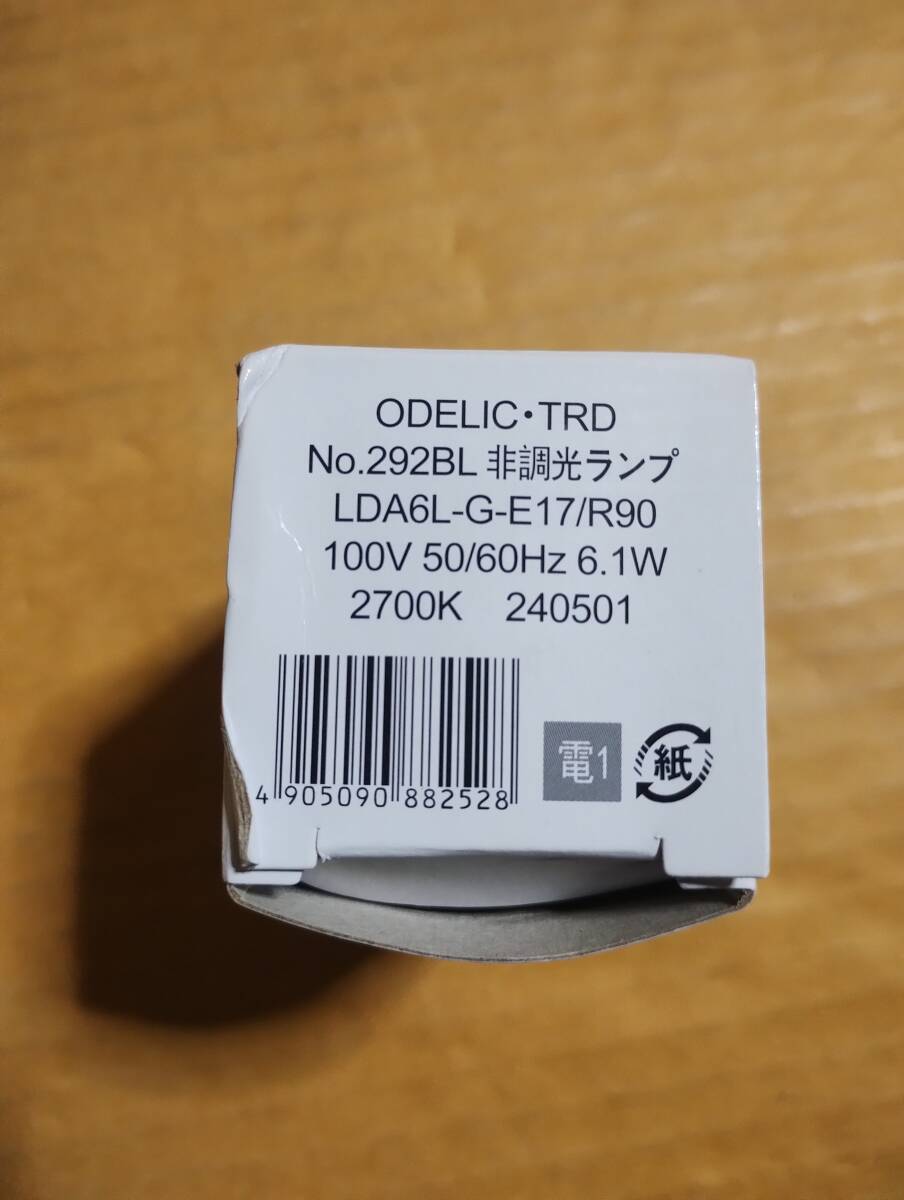 ODELIC・TRD
No.292BL 非調光ランプ
LDA6L-G-E17/R90
100V 50/60Hz 6.1W
2700K 240501
電1
紙
4 905090 882528